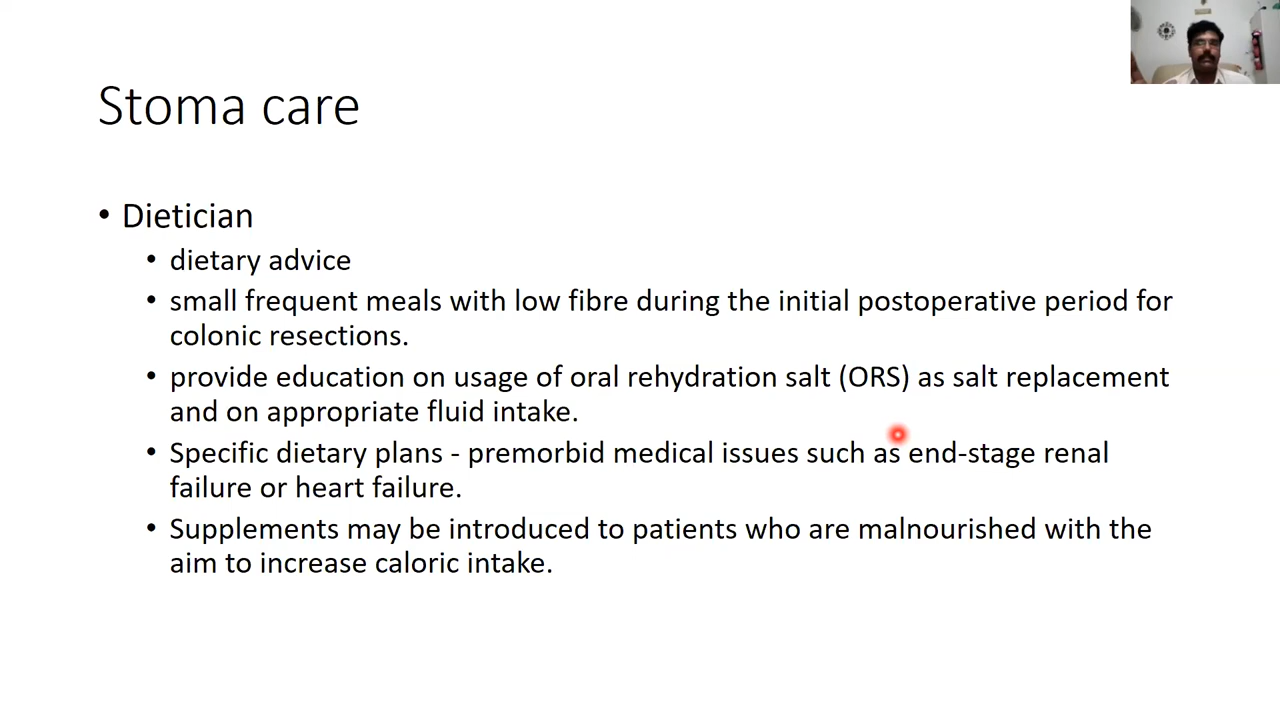 Stoma care
• Dietician
• dietary advice
• small frequent meals with low fibre during the initial postoperative period for
colonic resections.
• provide education on usage of oral rehydration salt (ORS) as salt replacement
and on appropriate fluid intake.
• Specific dietary plans - premorbid medical issues such as end-stage renal
failure or heart failure.
• Supplements may be introduced to patients who are malnourished with the
aim to increase caloric intake.